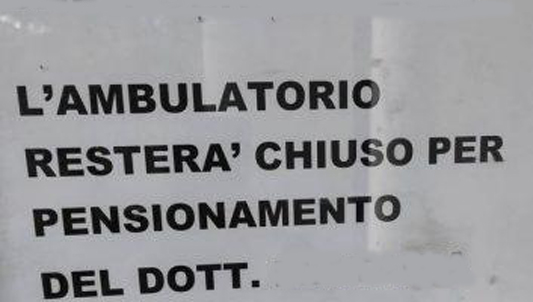 L'AMBULATORIO
RESTERA' CHIUSO PER
PENSIONAMENTO
DEL DOTT.